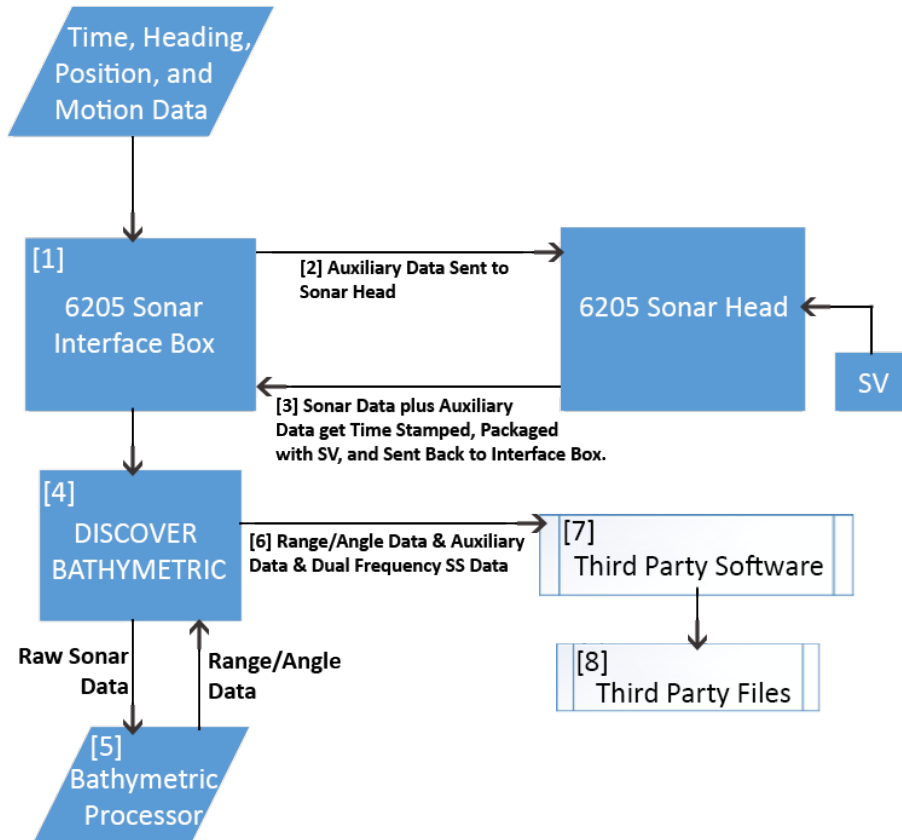 Time, Heading,
Position, and
Motion Data
[1]
6205 Sonar
Interface Box
[2] Auxiliary Data Sent to
Sonar Head
6205 Sonar Head
SV
[3] Sonar Data plus Auxiliary
Data get Time Stamped, Packaged
with SV, and Sent Back to Interface Box.
[4]
DISCOVER
BATHYMETRIC
[6] Range/Angle Data & Auxiliary
Data & Dual Frequency SS Data
[7]
Third Party Software
[8]
Third Party Files
Raw Sonar
Data
Range/Angle
Data
[5]
Bathymetric
Processor